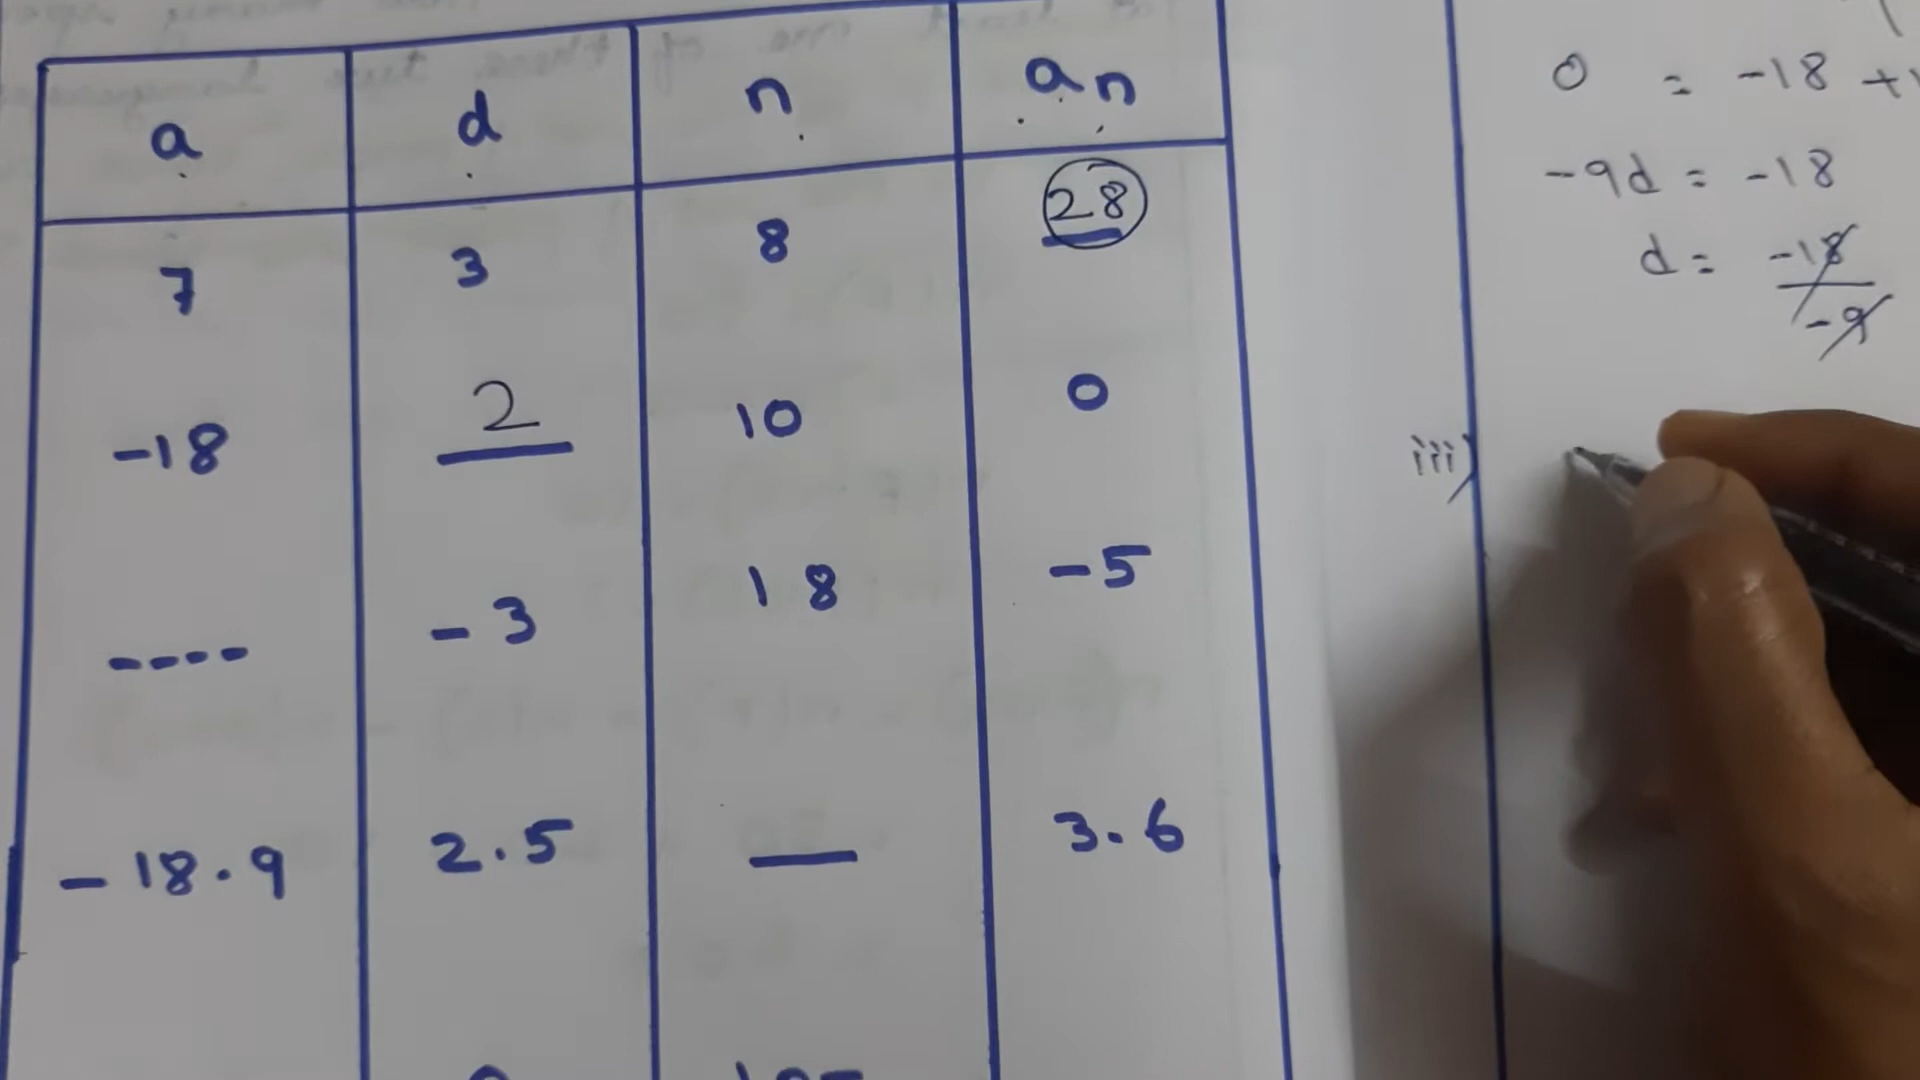 a d n an
7 3 8 28
-18 2 10 0
---- -3 18 -5
-18.9 2.5 — 3.6
0 = -18 +
-9d = -18
d = -18
-9
iii)